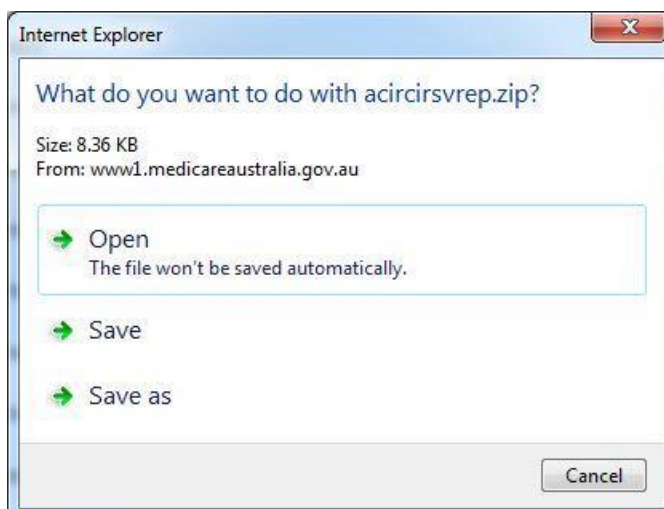 Internet Explorer
What do you want to do with acircirsvrep.zip?
Size: 8.36 KB
From: www1.medicareaustralia.gov.au
Open
The file won't be saved automatically.
Save
Save as
Cancel